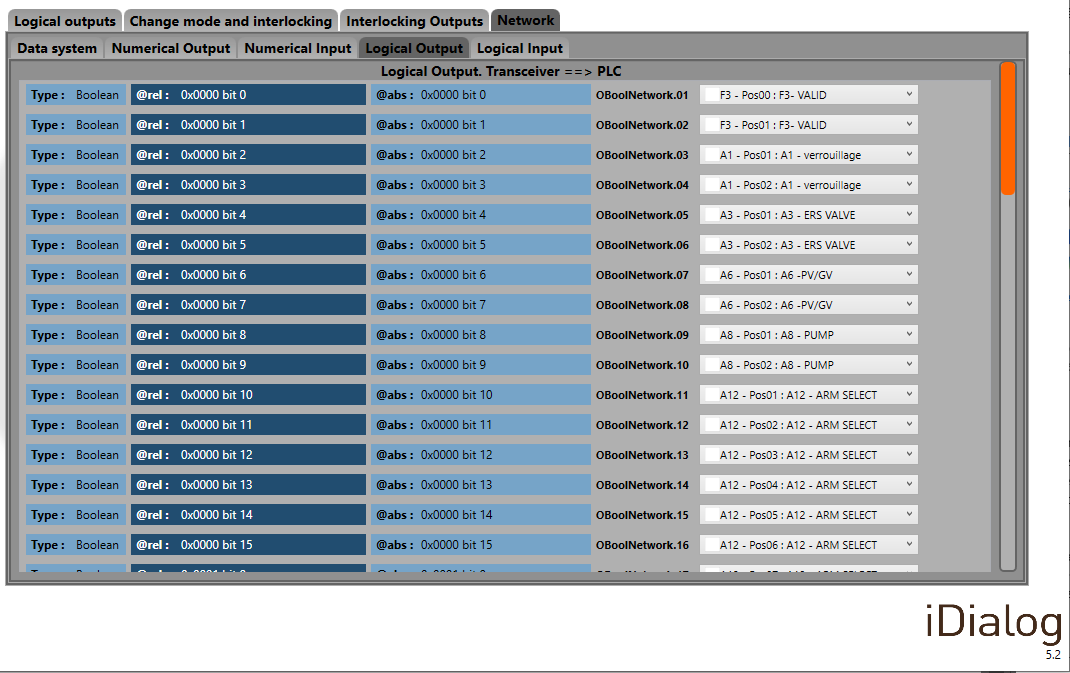 Logical outputs Change mode and interlocking Interlocking Outputs Network
Data system Numerical Output Numerical Input Logical Output Logical Input
Logical Output. Transceiver ==> PLC
Type : Boolean @rel : 0x0000 bit 0 @abs : 0x0000 bit 0 OBoolNetwork.01 F3 - Pos00 : F3- VALID
Type : Boolean @rel : 0x0000 bit 1 @abs : 0x0000 bit 1 OBoolNetwork.02 F3 - Pos01 : F3- VALID
Type : Boolean @rel : 0x0000 bit 2 @abs : 0x0000 bit 2 OBoolNetwork.03 A1 - Pos01 : A1 - verrouillage
Type : Boolean @rel : 0x0000 bit 3 @abs : 0x0000 bit 3 OBoolNetwork.04 A1 - Pos02 : A1 - verrouillage
Type : Boolean @rel : 0x0000 bit 4 @abs : 0x0000 bit 4 OBoolNetwork.05 A3 - Pos01 : A3 - ERS VALVE
Type : Boolean @rel : 0x0000 bit 5 @abs : 0x0000 bit 5 OBoolNetwork.06 A3 - Pos02 : A3 - ERS VALVE
Type : Boolean @rel : 0x0000 bit 6 @abs : 0x0000 bit 6 OBoolNetwork.07 A6 - Pos01 : A6 -PV/GV
Type : Boolean @rel : 0x0000 bit 7 @abs : 0x0000 bit 7 OBoolNetwork.08 A6 - Pos02 : A6 -PV/GV
Type : Boolean @rel : 0x0000 bit 8 @abs : 0x0000 bit 8 OBoolNetwork.09 A8 - Pos01 : A8 - PUMP
Type : Boolean @rel : 0x0000 bit 9 @abs : 0x0000 bit 9 OBoolNetwork.10 A8 - Pos02 : A8 - PUMP
Type : Boolean @rel : 0x0000 bit 10 @abs : 0x0000 bit 10 OBoolNetwork.11 A12 - Pos01 : A12 - ARM SELECT
Type : Boolean @rel : 0x0000 bit 11 @abs : 0x0000 bit 11 OBoolNetwork.12 A12 - Pos02 : A12 - ARM SELECT
Type : Boolean @rel : 0x0000 bit 12 @abs : 0x0000 bit 12 OBoolNetwork.13 A12 - Pos03 : A12 - ARM SELECT
Type : Boolean @rel : 0x0000 bit 13 @abs : 0x0000 bit 13 OBoolNetwork.14 A12 - Pos04 : A12 - ARM SELECT
Type : Boolean @rel : 0x0000 bit 14 @abs : 0x0000 bit 14 OBoolNetwork.15 A12 - Pos05 : A12 - ARM SELECT
Type : Boolean @rel : 0x0000 bit 15 @abs : 0x0000 bit 15 OBoolNetwork.16 A12 - Pos06 : A12 - ARM SELECT
iDialog
5.2